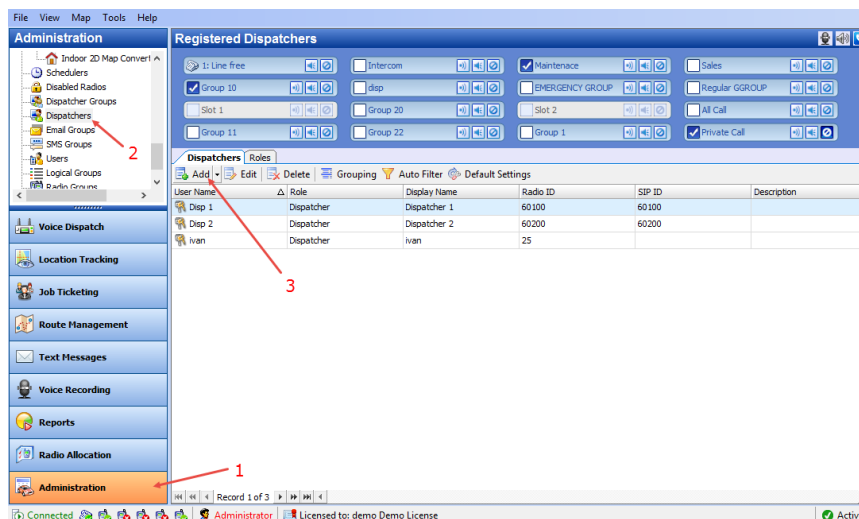 File View Map Tools Help
Administration
Registered Dispatchers
Indoor 2D Map Convert
Schedulers
Disabled Radios
Dispatcher Groups
Dispatchers
Email Groups
SMS Groups
Users
Logical Groups
Radio Groups
2
1: Line free Intercom Maintenace Sales
Group 10 disp EMERGENCY GROUP Regular GGROUP
Slot 1 Group 20 Slot 2 All Call
Group 11 Group 22 Group 1 Private Call
Dispatchers Roles
Add Edit Delete Grouping Auto Filter Default Settings
User Name Role Display Name Radio ID SIP ID Description
Disp 1 Dispatcher Dispatcher 1 60100 60100
Disp 2 Dispatcher Dispatcher 2 60200 60200
ivan Dispatcher ivan 25
3
Voice Dispatch
Location Tracking
Job Ticketing
Route Management
Text Messages
Voice Recording
Reports
Radio Allocation
Administration
1
Record 1 of 3
Connected Administrator Licensed to: demo Demo License Activ